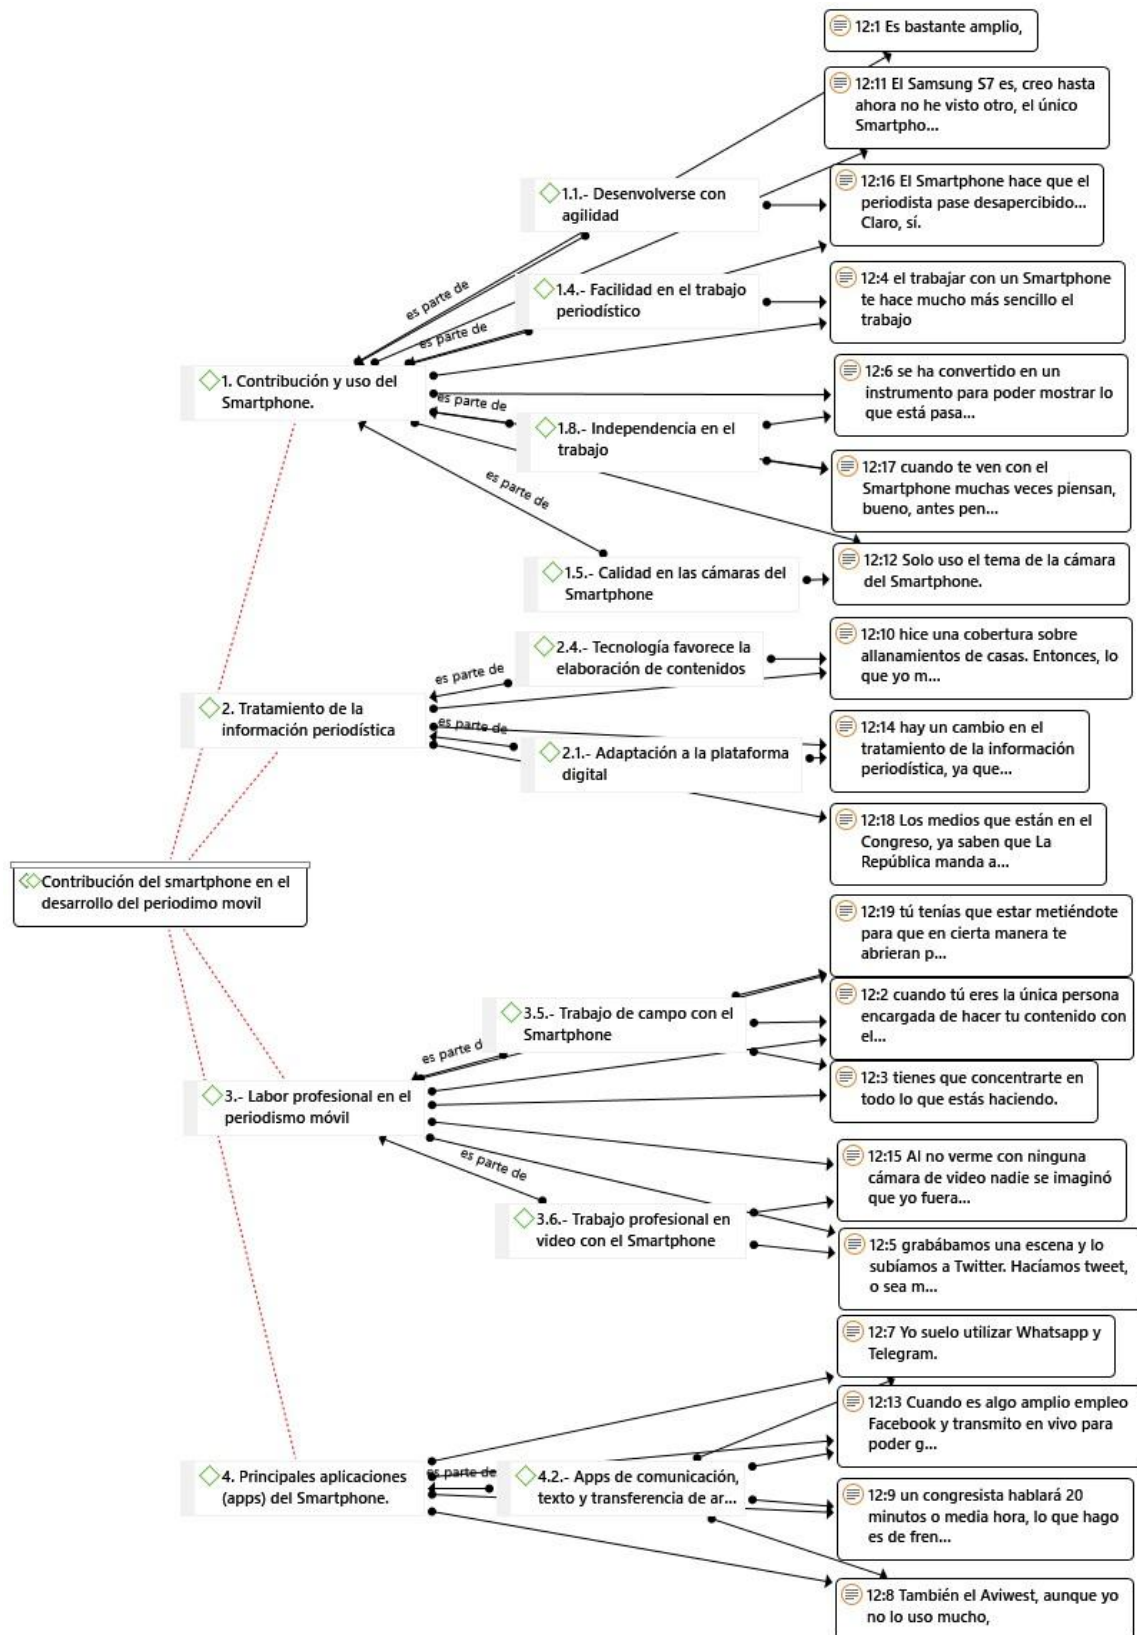 12:1 Es bastante amplio,
12:11 El Samsung S7 es, creo hasta
ahora no he visto otro, el único
Smartpho...
1.1.- Desenvolverse con
agilidad
12:16 El Smartphone hace que el
periodista pase desapercibido...
Claro, sí.
es parte de
1.4.- Facilidad en el trabajo
periodístico
12:4 el trabajar con un Smartphone
te hace mucho más sencillo el
trabajo
es parte de
1. Contribución y uso del
Smartphone.
12:6 se ha convertido en un
instrumento para poder mostrar lo
que está pasa...
es parte de
1.8.- Independencia en el
trabajo
12:17 cuando te ven con el
Smartphone muchas veces piensan,
bueno, antes pen...
es parte de
1.5.- Calidad en las cámaras del
Smartphone
12:12 Solo uso el tema de la cámara
del Smartphone.
2.4.- Tecnología favorece la
elaboración de contenidos
12:10 hice una cobertura sobre
allanamientos de casas. Entonces, lo
que yo m...
es parte de
2. Tratamiento de la
información periodística
es parte de
2.1.- Adaptación a la plataforma
digital
12:14 hay un cambio en el
tratamiento de la información
periodística, ya que...
12:18 Los medios que están en el
Congreso, ya saben que La
República manda a...
Contribución del smartphone en el
desarrollo del periodimo movil
12:19 tú tenías que estar metiéndote
para que en cierta manera te
abrieran p...
3.5.- Trabajo de campo con el
Smartphone
12:2 cuando tú eres la única persona
encargada de hacer tu contenido con
el...
es parte d
3.- Labor profesional en el
periodismo móvil
12:3 tienes que concentrarte en
todo lo que estás haciendo.
es parte de
12:15 Al no verme con ninguna
cámara de video nadie se imaginó
que yo fuera...
3.6.- Trabajo profesional en
video con el Smartphone
12:5 grabábamos una escena y lo
subíamos a Twitter. Hacíamos tweet,
o sea m...
12:7 Yo suelo utilizar Whatsapp y
Telegram.
12:13 Cuando es algo amplio empleo
Facebook y transmito en vivo para
poder g...
4. Principales aplicaciones
(apps) del Smartphone.
es parte de
4.2.- Apps de comunicación,
texto y transferencia de ar...
12:9 un congresista hablará 20
minutos o media hora, lo que hago
es de fren...
12:8 También el Aviwest, aunque yo
no lo uso mucho,